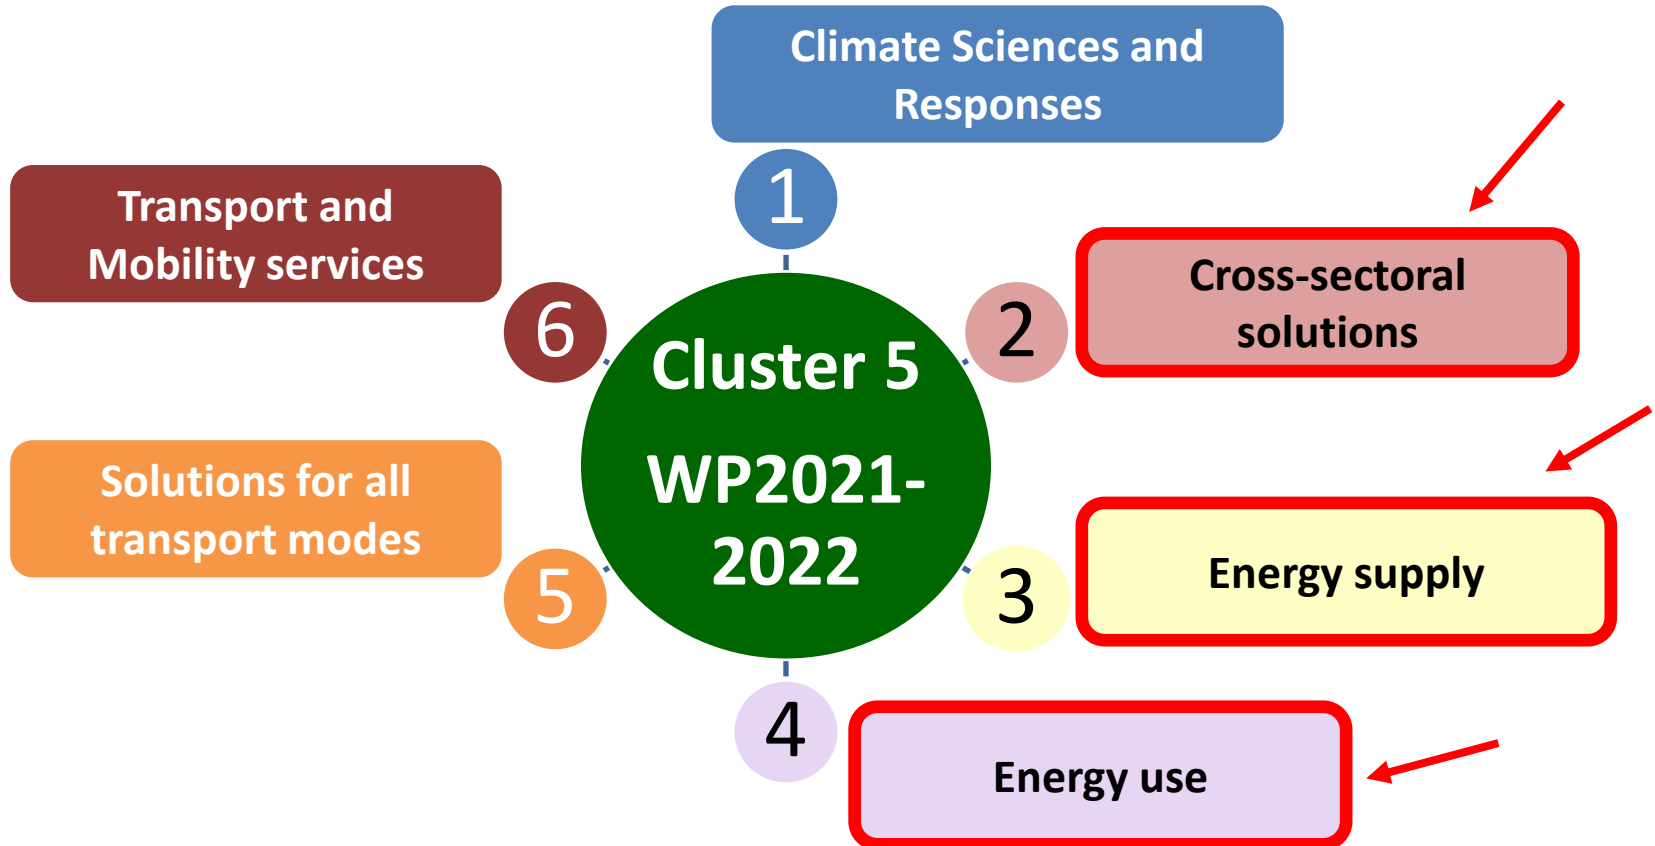 Climate Sciences and
Responses
1
Cross-sectoral
solutions
2
Energy supply
3
Energy use
4
Solutions for all
transport modes
5
Transport and
Mobility services
6
Cluster 5
WP2021-
2022